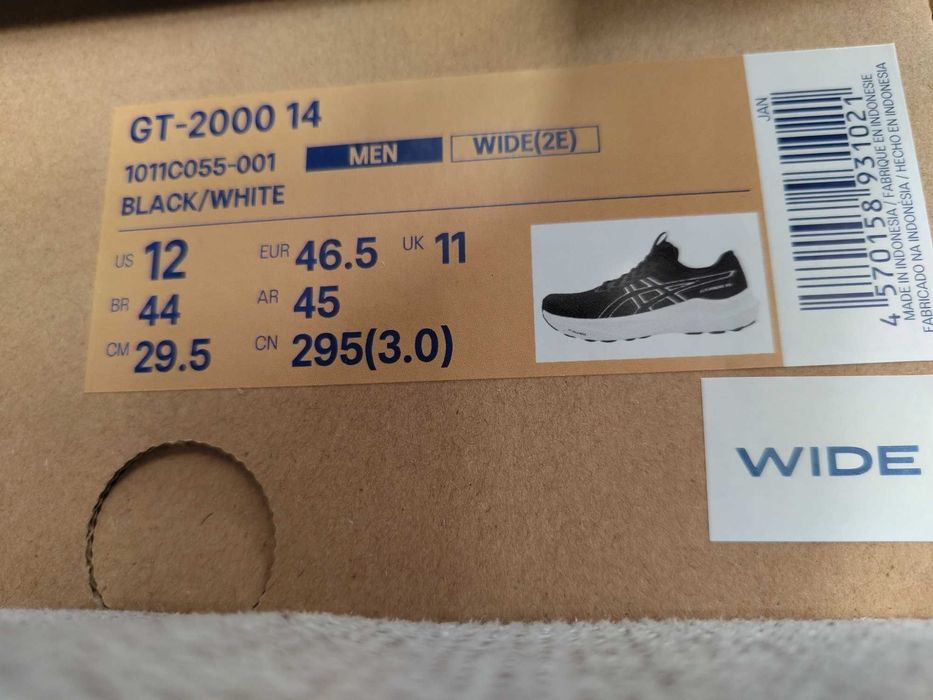 GT-2000 14
1011C055-001 MEN WIDE(2E)
BLACK/WHITE
US 12 EUR 46.5 UK 11
BR 44 AR 45
CM 29.5 CN 295(3.0)
JAN
4 570158 931021
MADE IN INDONESIA / FABRIQUE EN INDONESIE
FABRICADO NA INDONÉSIA / HECHO EN INDONESIA
WIDE